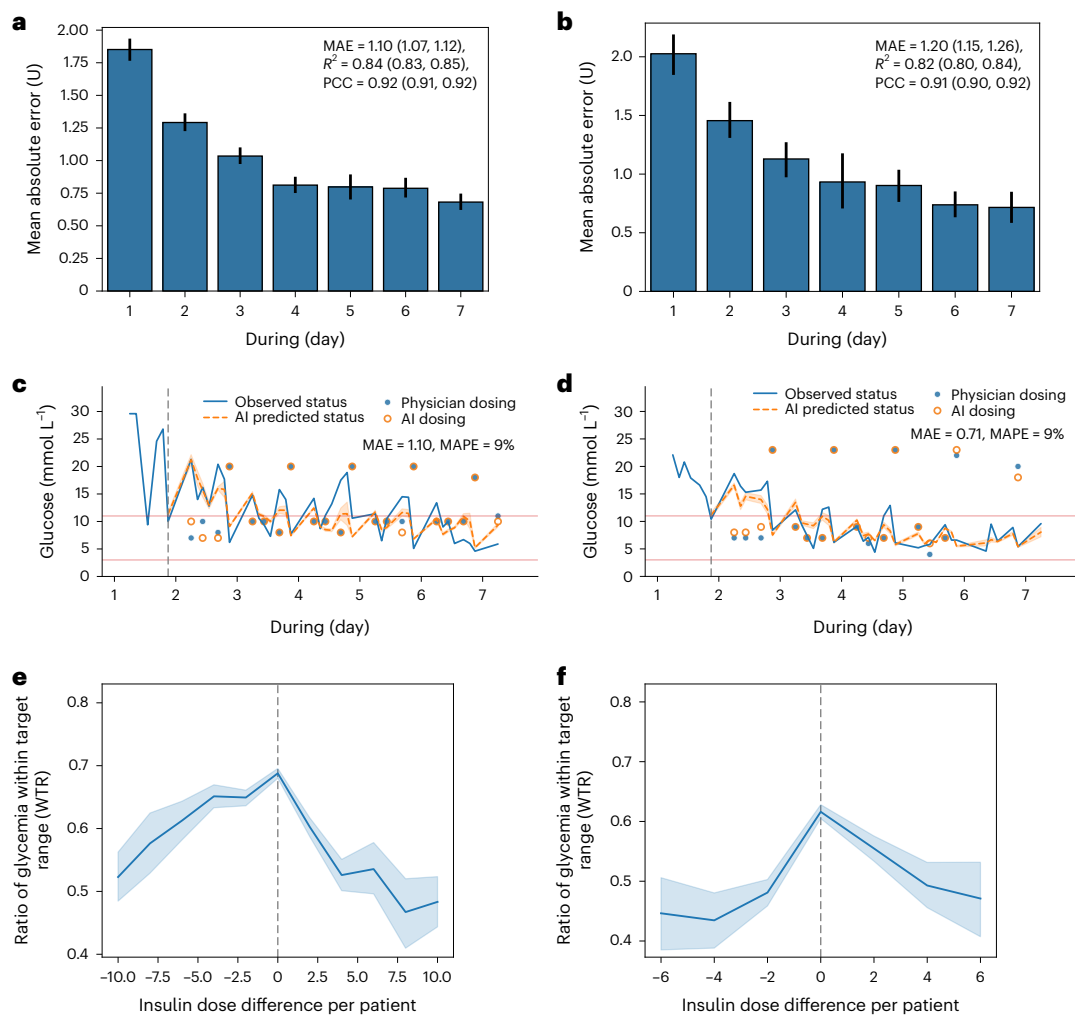 a
Mean absolute error (U)
2.00
1.75
1.50
1.25
1.00
0.75
0.50
0.25
0
MAE = 1.10 (1.07, 1.12),
R² = 0.84 (0.83, 0.85),
PCC = 0.92 (0.91, 0.92)
1 2 3 4 5 6 7
During (day)
b
Mean absolute error (U)
2.0
1.5
1.0
0.5
0
MAE = 1.20 (1.15, 1.26),
R² = 0.82 (0.80, 0.84),
PCC = 0.91 (0.90, 0.92)
1 2 3 4 5 6 7
During (day)
c
Glucose (mmol L⁻¹)
30
25
20
15
10
5
0
Observed status
AI predicted status
Physician dosing
AI dosing
MAE = 1.10, MAPE = 9%
1 2 3 4 5 6 7
During (day)
d
Glucose (mmol L⁻¹)
30
25
20
15
10
5
0
Observed status
AI predicted status
Physician dosing
AI dosing
MAE = 0.71, MAPE = 9%
1 2 3 4 5 6 7
During (day)
e
Ratio of glycemia within target
range (WTR)
0.8
0.7
0.6
0.5
0.4
−10.0 −7.5 −5.0 −2.5 0 2.5 5.0 7.5 10.0
Insulin dose difference per patient
f
Ratio of glycemia within target
range (WTR)
0.8
0.7
0.6
0.5
0.4
−6 −4 −2 0 2 4 6
Insulin dose difference per patient